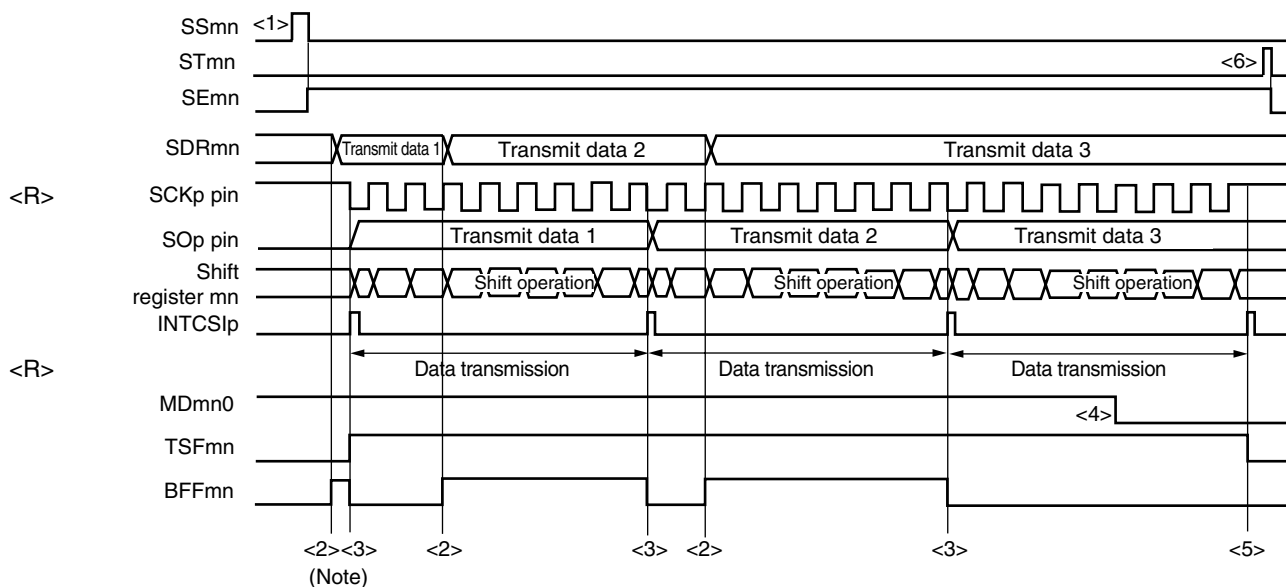 <1> SSmn
STmn <6>
SEmn
SDRmn Transmit data 1 Transmit data 2 Transmit data 3
<R> SCKp pin
SOp pin Transmit data 1 Transmit data 2 Transmit data 3
Shift register mn Shift operation Shift operation Shift operation
INTCSIp
<R> Data transmission Data transmission Data transmission
MDmn0 <4>
TSFmn
BFFmn
<2> <3> <2> <3> <2> <3> <5>
(Note)